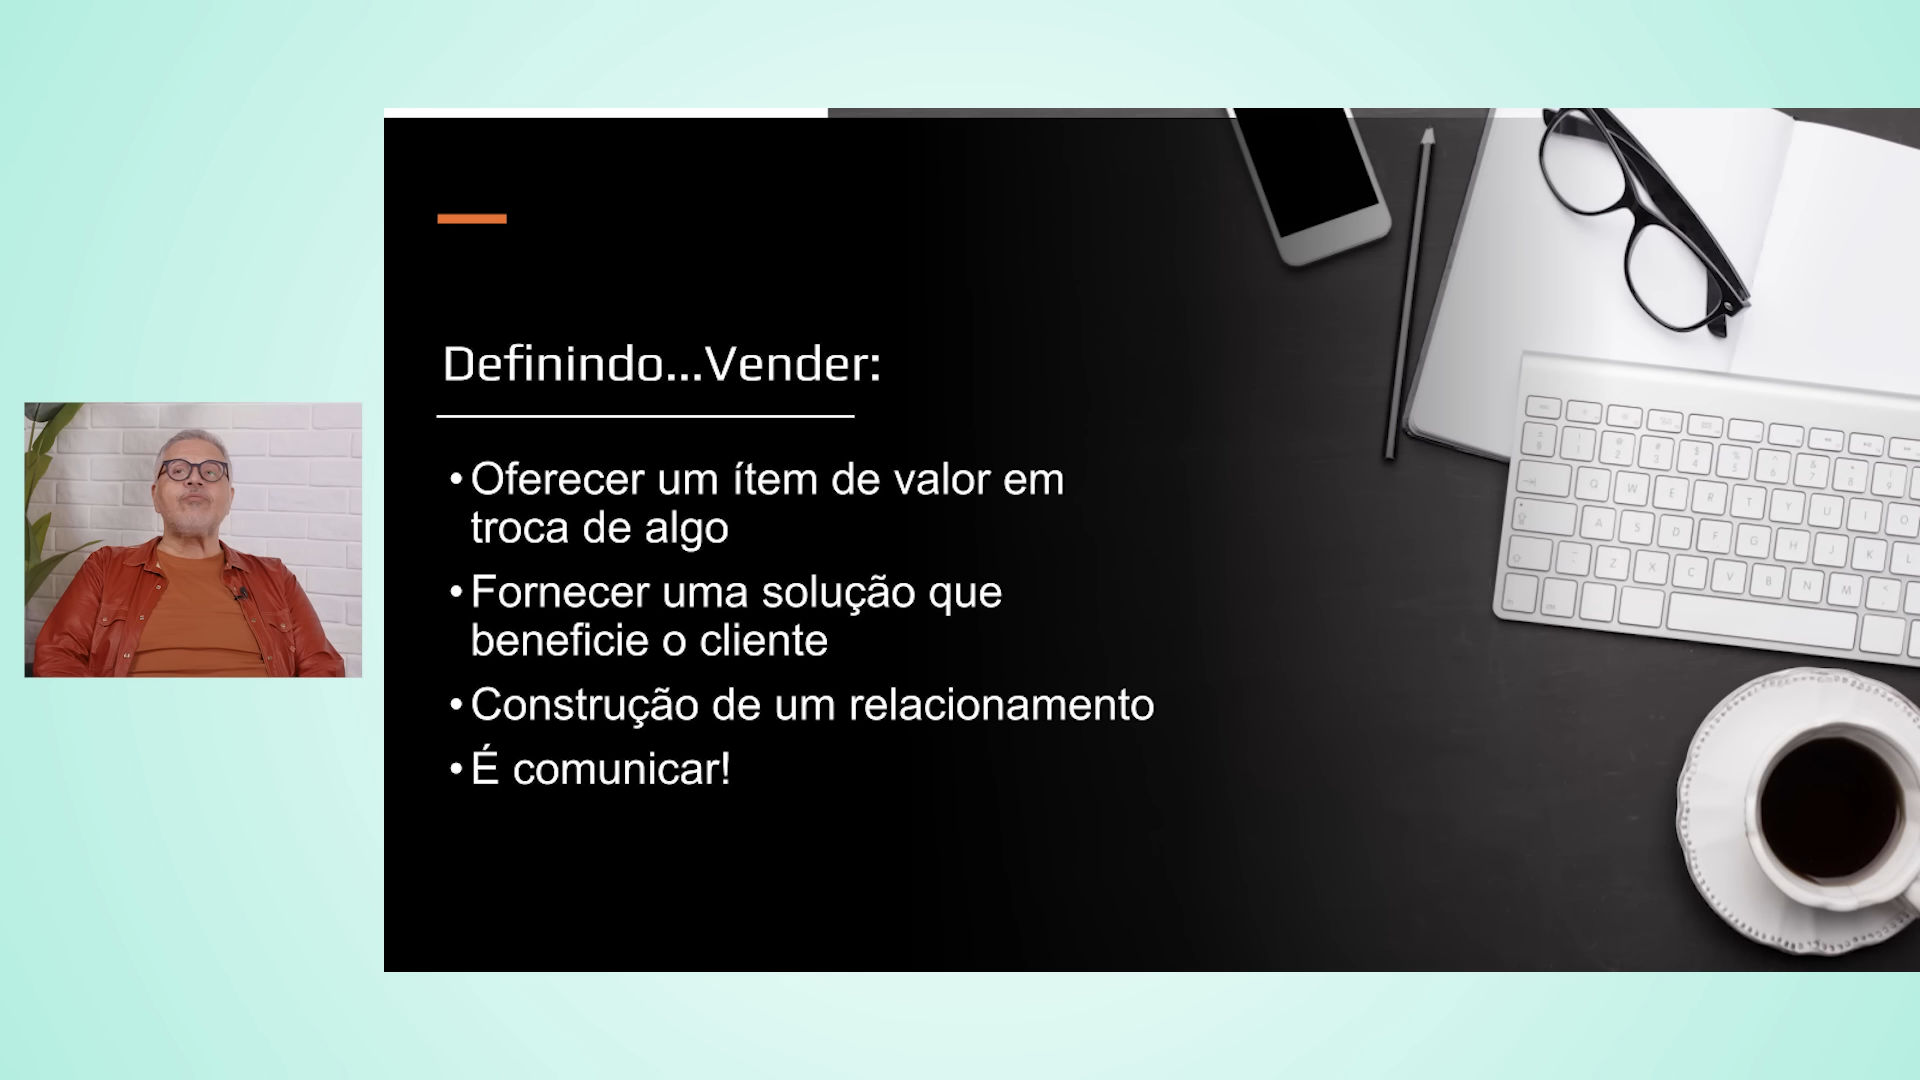 Definindo...Vender:
• Oferecer um ítem de valor em
troca de algo
• Fornecer uma solução que
beneficie o cliente
• Construção de um relacionamento
• É comunicar!